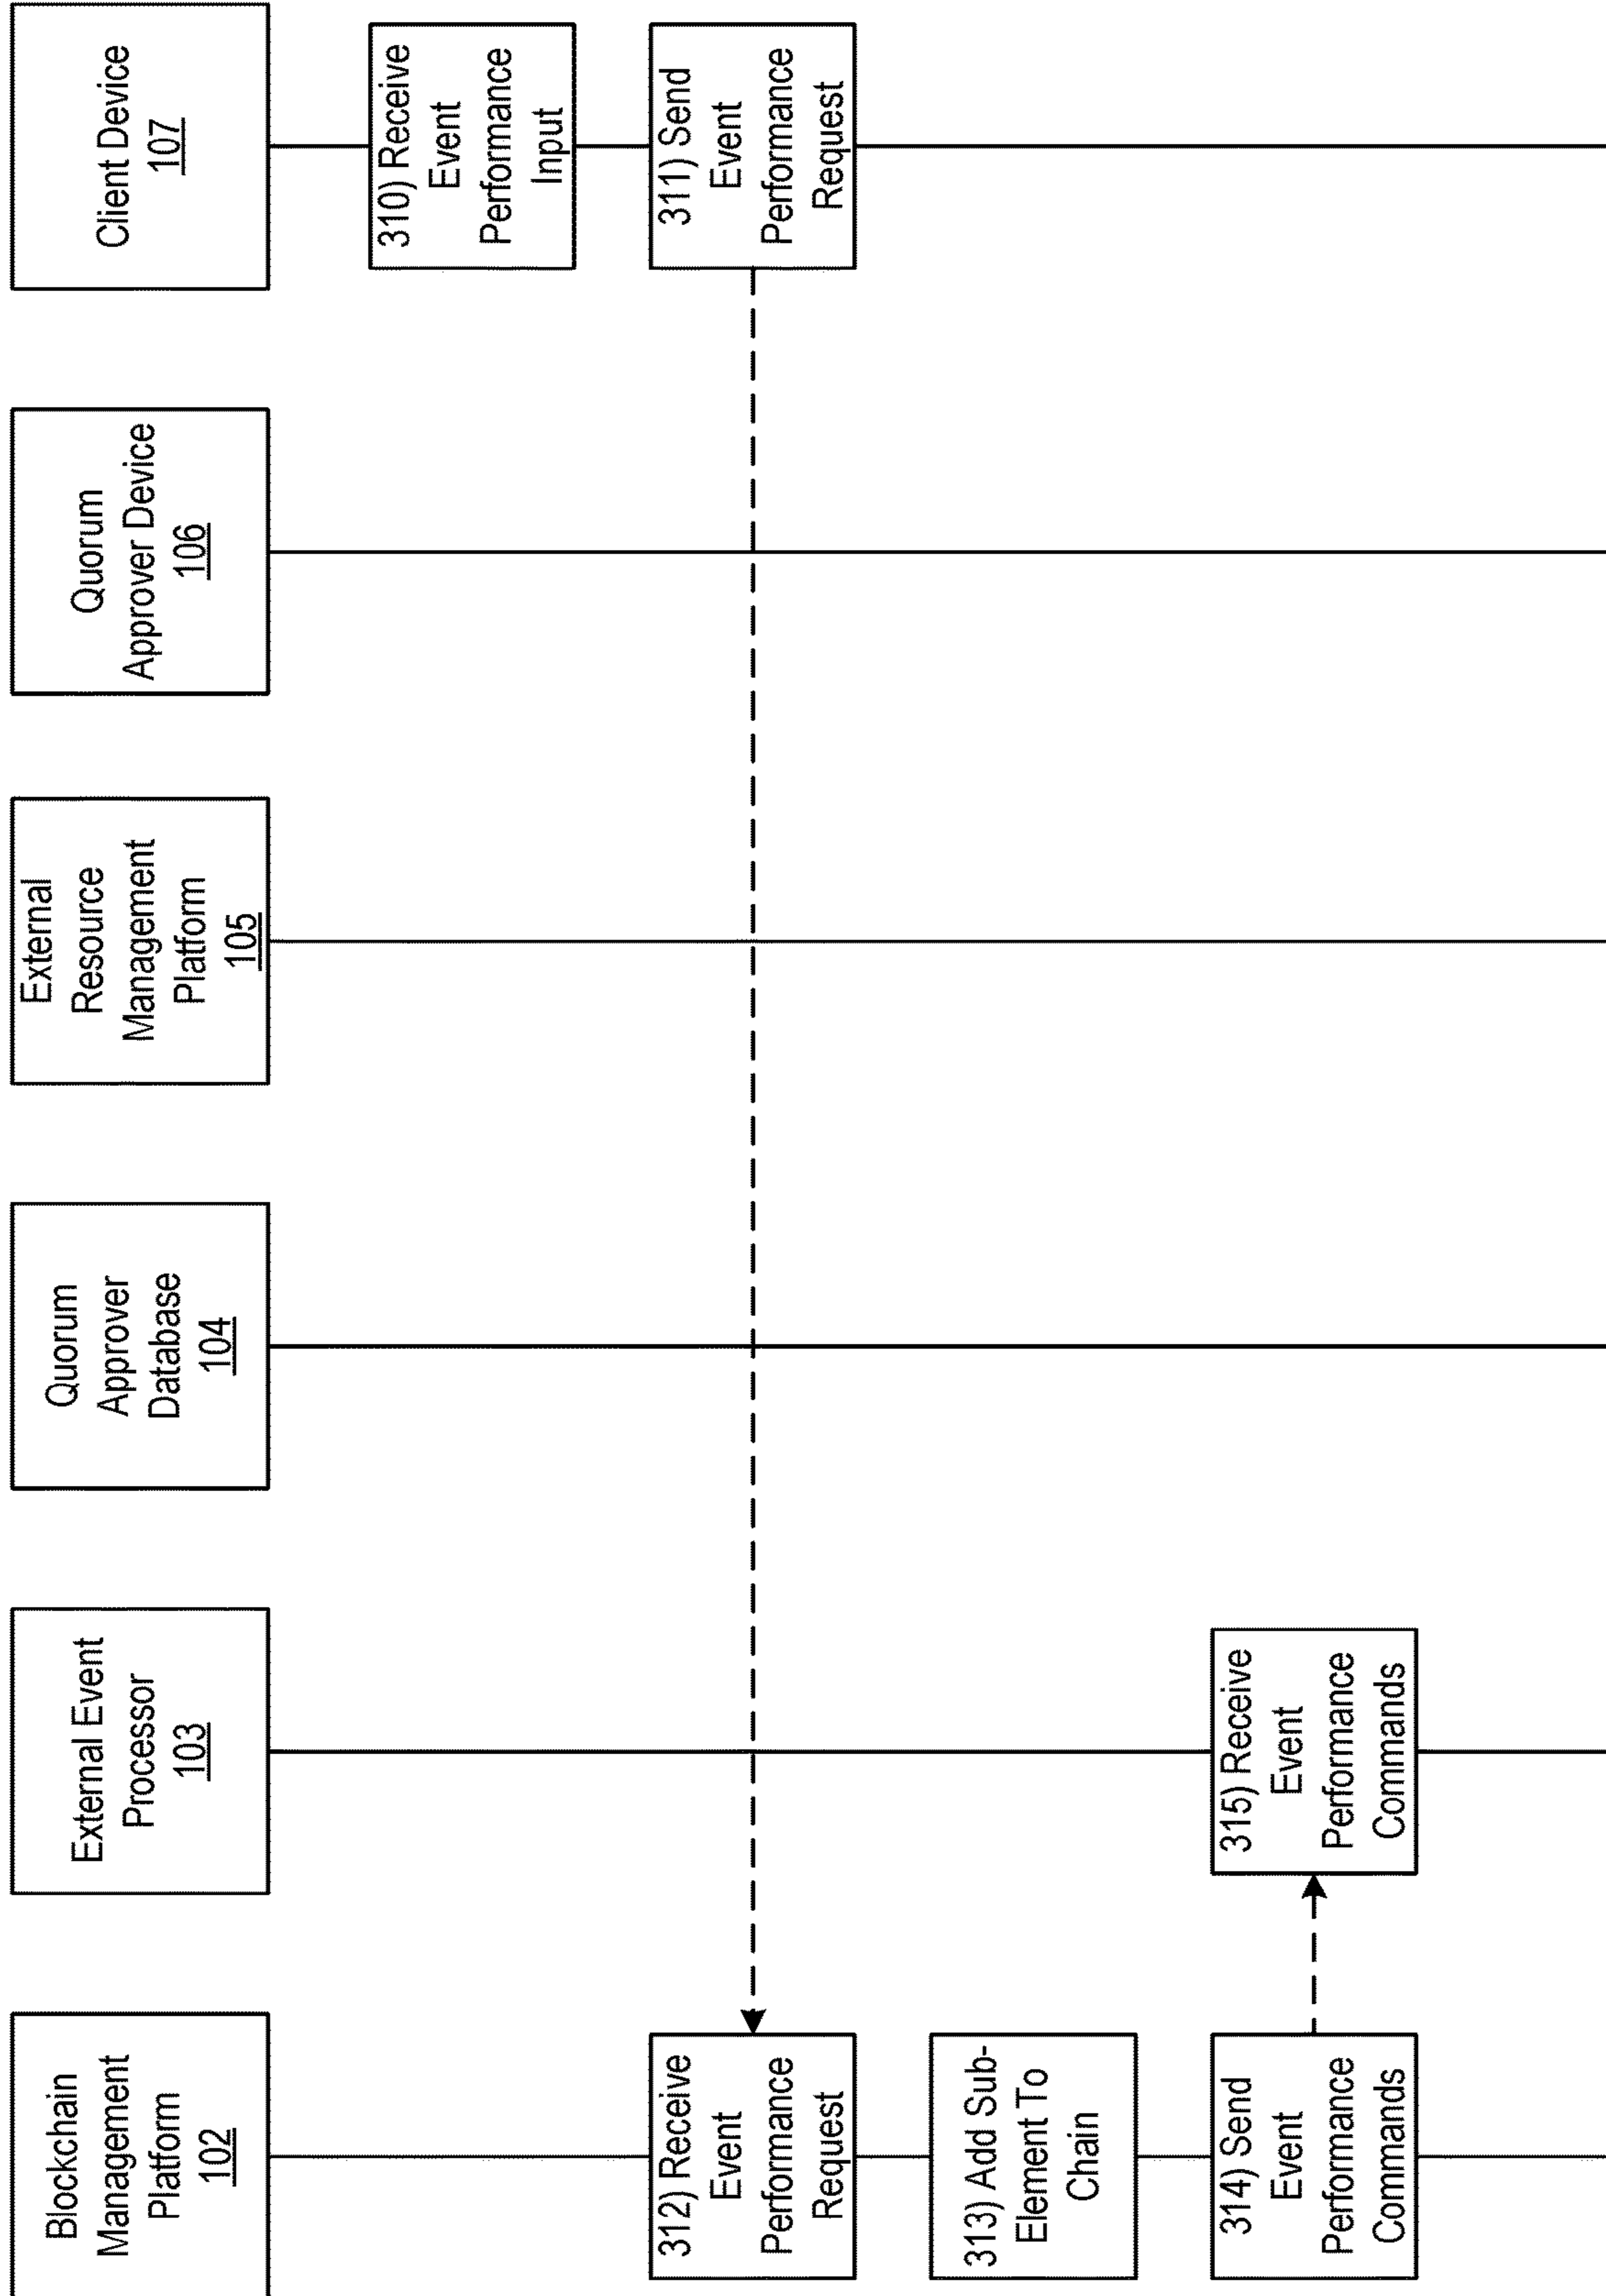 Blockchain
Management
Platform
102
External Event
Processor
103
Quorum
Approver
Database
104
External
Resource
Management
Platform
105
Quorum
Approver Device
106
Client Device
107
310) Receive
Event
Performance
Input
312) Receive
Event
Performance
Request
311) Send
Event
Performance
Request
313) Add Sub-
Element To
Chain
314) Send
Event
Performance
Commands
315) Receive
Event
Performance
Commands